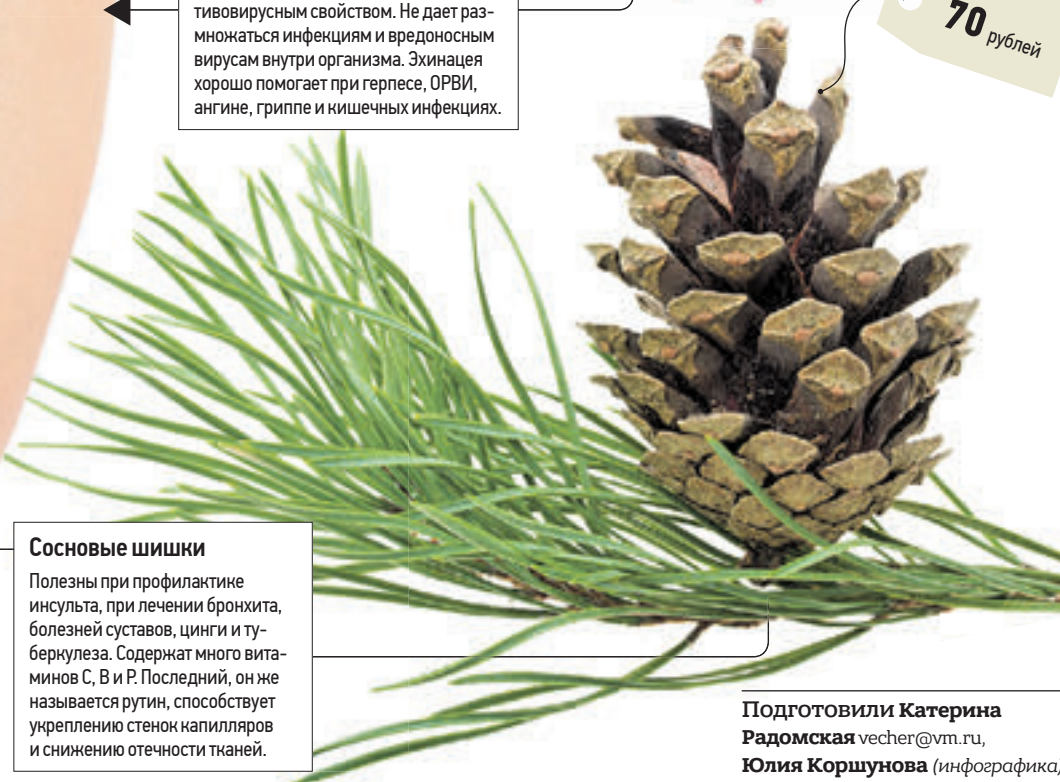 тивовирусным свойством. Не дает раз-
множаться инфекциям и вредоносным
вирусам внутри организма. Эхинацея
хорошо помогает при герпесе, ОРВИ,
ангине, гриппе и кишечных инфекциях.
70 рублей
Сосновые шишки
Полезны при профилактике
инсульта, при лечении бронхита,
болезней суставов, цинги и ту-
беркулеза. Содержат много вита-
минов С, В и Р. Последний, он же
называется рутин, способствует
укреплению стенок капилляров
и снижению отечности тканей.
Подготовили Катерина
Радомская vecher@vm.ru,
Юлия Коршунова (инфографика)